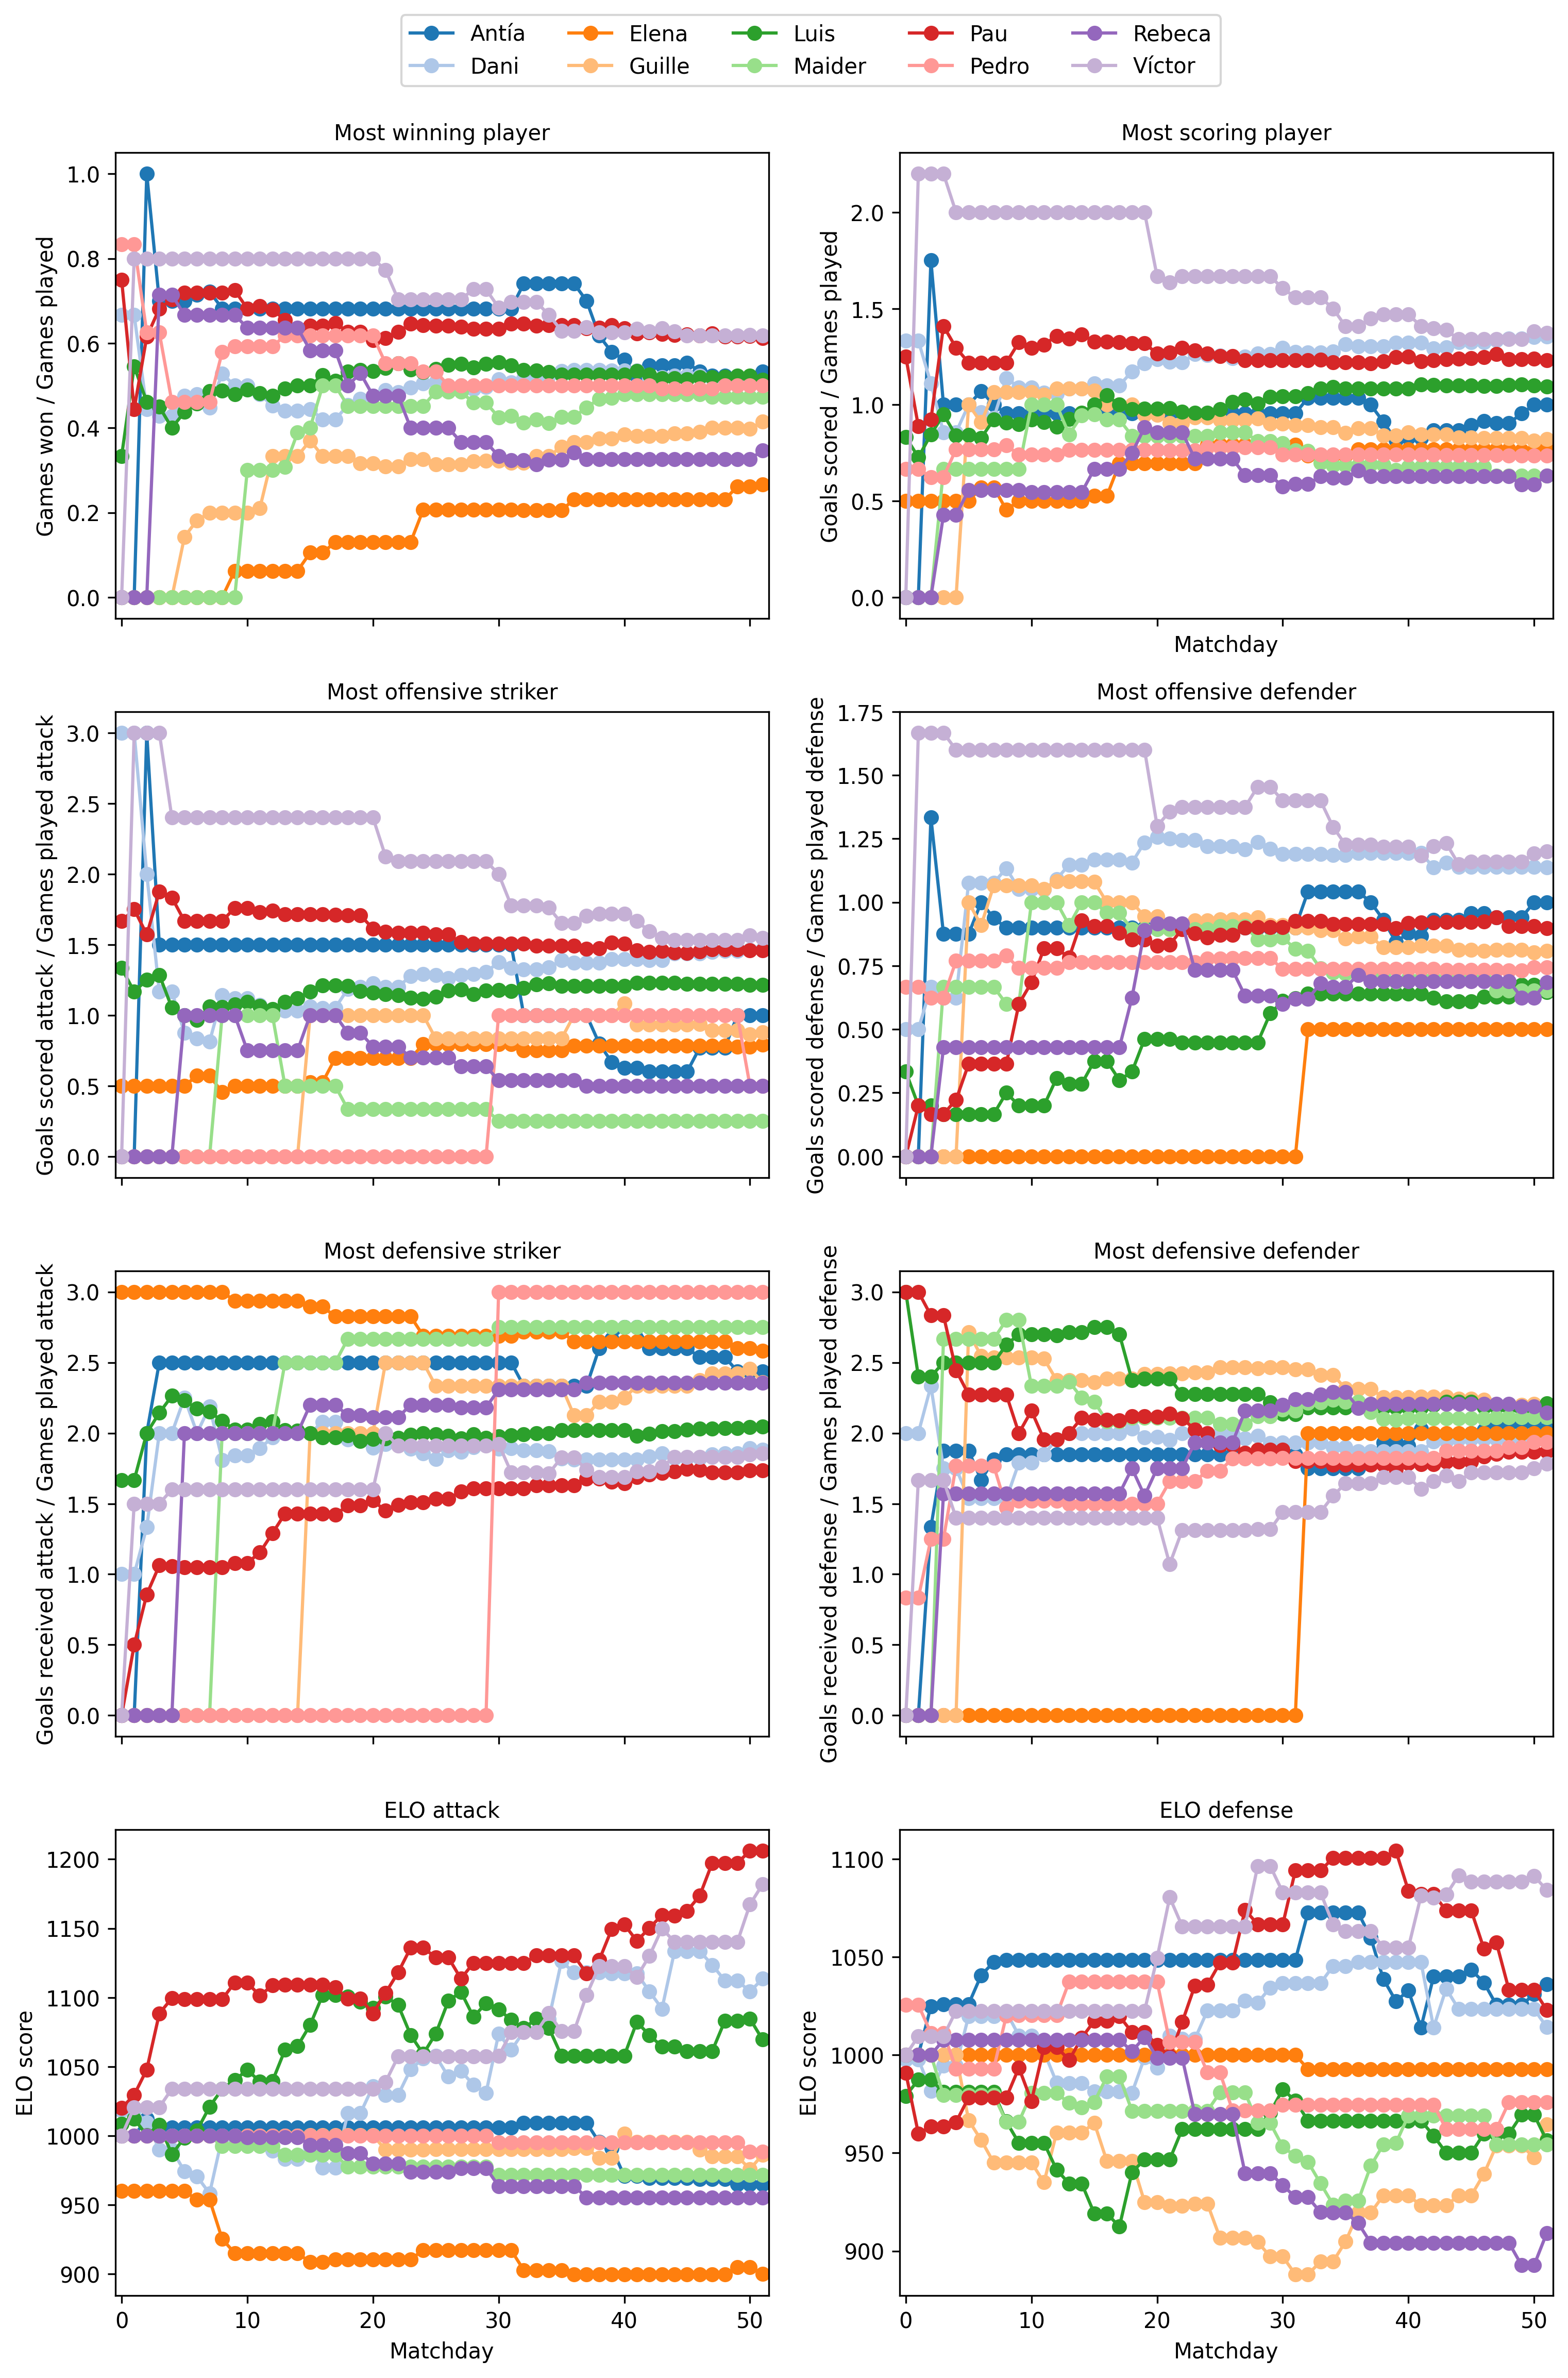 Antía Elena Luis Pau Rebeca
Dani Guille Maider Pedro Víctor
Most winning player
Games won / Games played
1.0
0.8
0.6
0.4
0.2
0.0
Most scoring player
Goals scored / Games played
2.0
1.5
1.0
0.5
0.0
Matchday
Most offensive striker
Goals scored attack / Games played attack
3.0
2.5
2.0
1.5
1.0
0.5
0.0
Most offensive defender
Goals scored defense / Games played defense
1.75
1.50
1.25
1.00
0.75
0.50
0.25
0.00
Most defensive striker
Goals received attack / Games played attack
3.0
2.5
2.0
1.5
1.0
0.5
0.0
Most defensive defender
Goals received defense / Games played defense
3.0
2.5
2.0
1.5
1.0
0.5
0.0
ELO attack
ELO score
1200
1150
1100
1050
1000
950
900
0 10 20 30 40 50
Matchday
ELO defense
ELO score
1100
1050
1000
950
900
0 10 20 30 40 50
Matchday